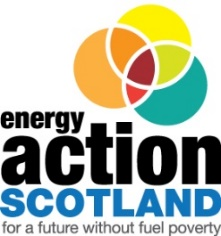 energy
action
SCOTLAND
for a future without fuel poverty